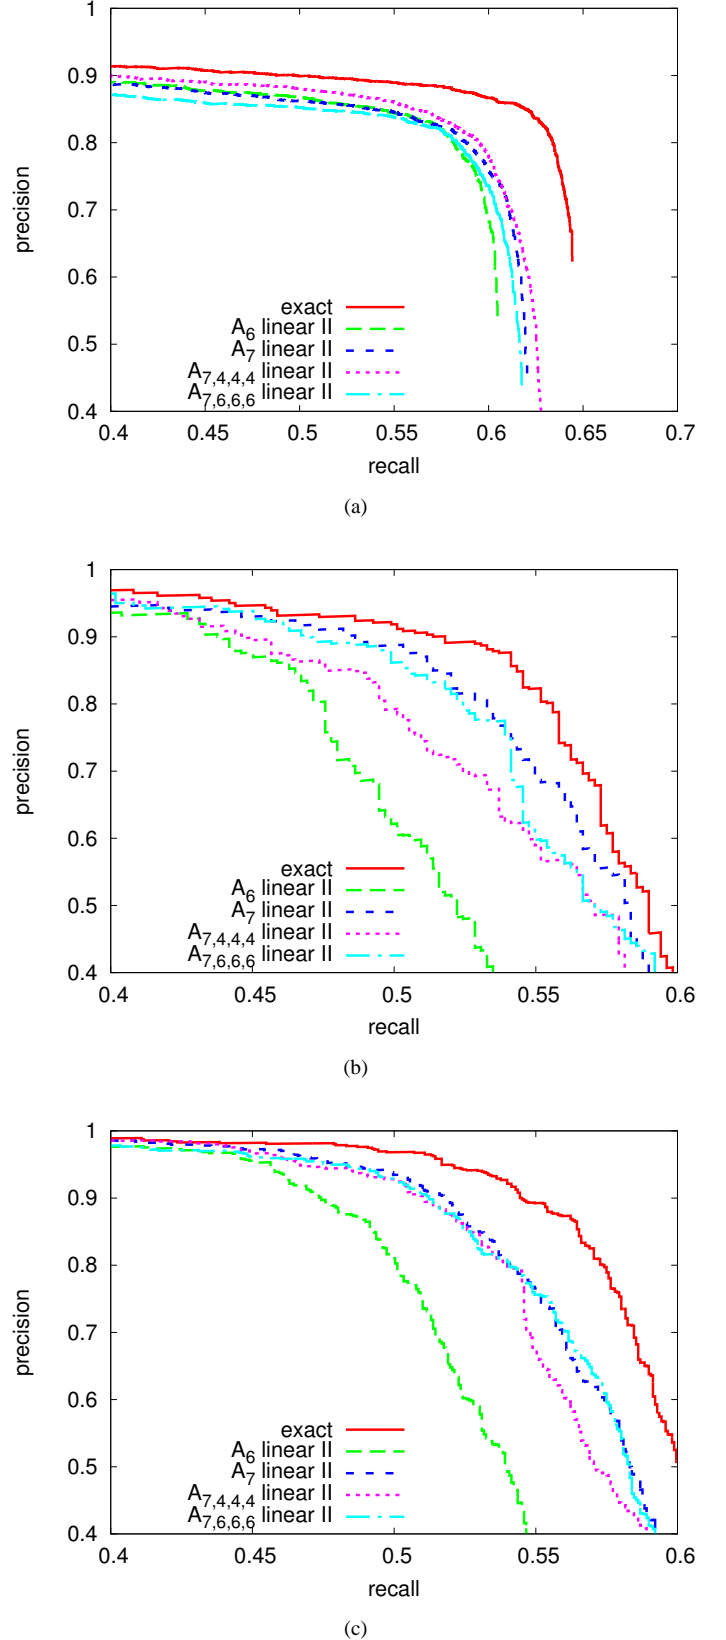 1
0.9
0.8
0.7
0.6
0.5
0.4
precision
exact
A6 linear II
A7 linear II
A7,4,4,4 linear II
A7,6,6,6 linear II
0.4 0.45 0.5 0.55 0.6 0.65 0.7
recall
(a)
1
0.9
0.8
0.7
0.6
0.5
0.4
precision
exact
A6 linear II
A7 linear II
A7,4,4,4 linear II
A7,6,6,6 linear II
0.4 0.45 0.5 0.55 0.6
recall
(b)
1
0.9
0.8
0.7
0.6
0.5
0.4
precision
exact
A6 linear II
A7 linear II
A7,4,4,4 linear II
A7,6,6,6 linear II
0.4 0.45 0.5 0.55 0.6
recall
(c)